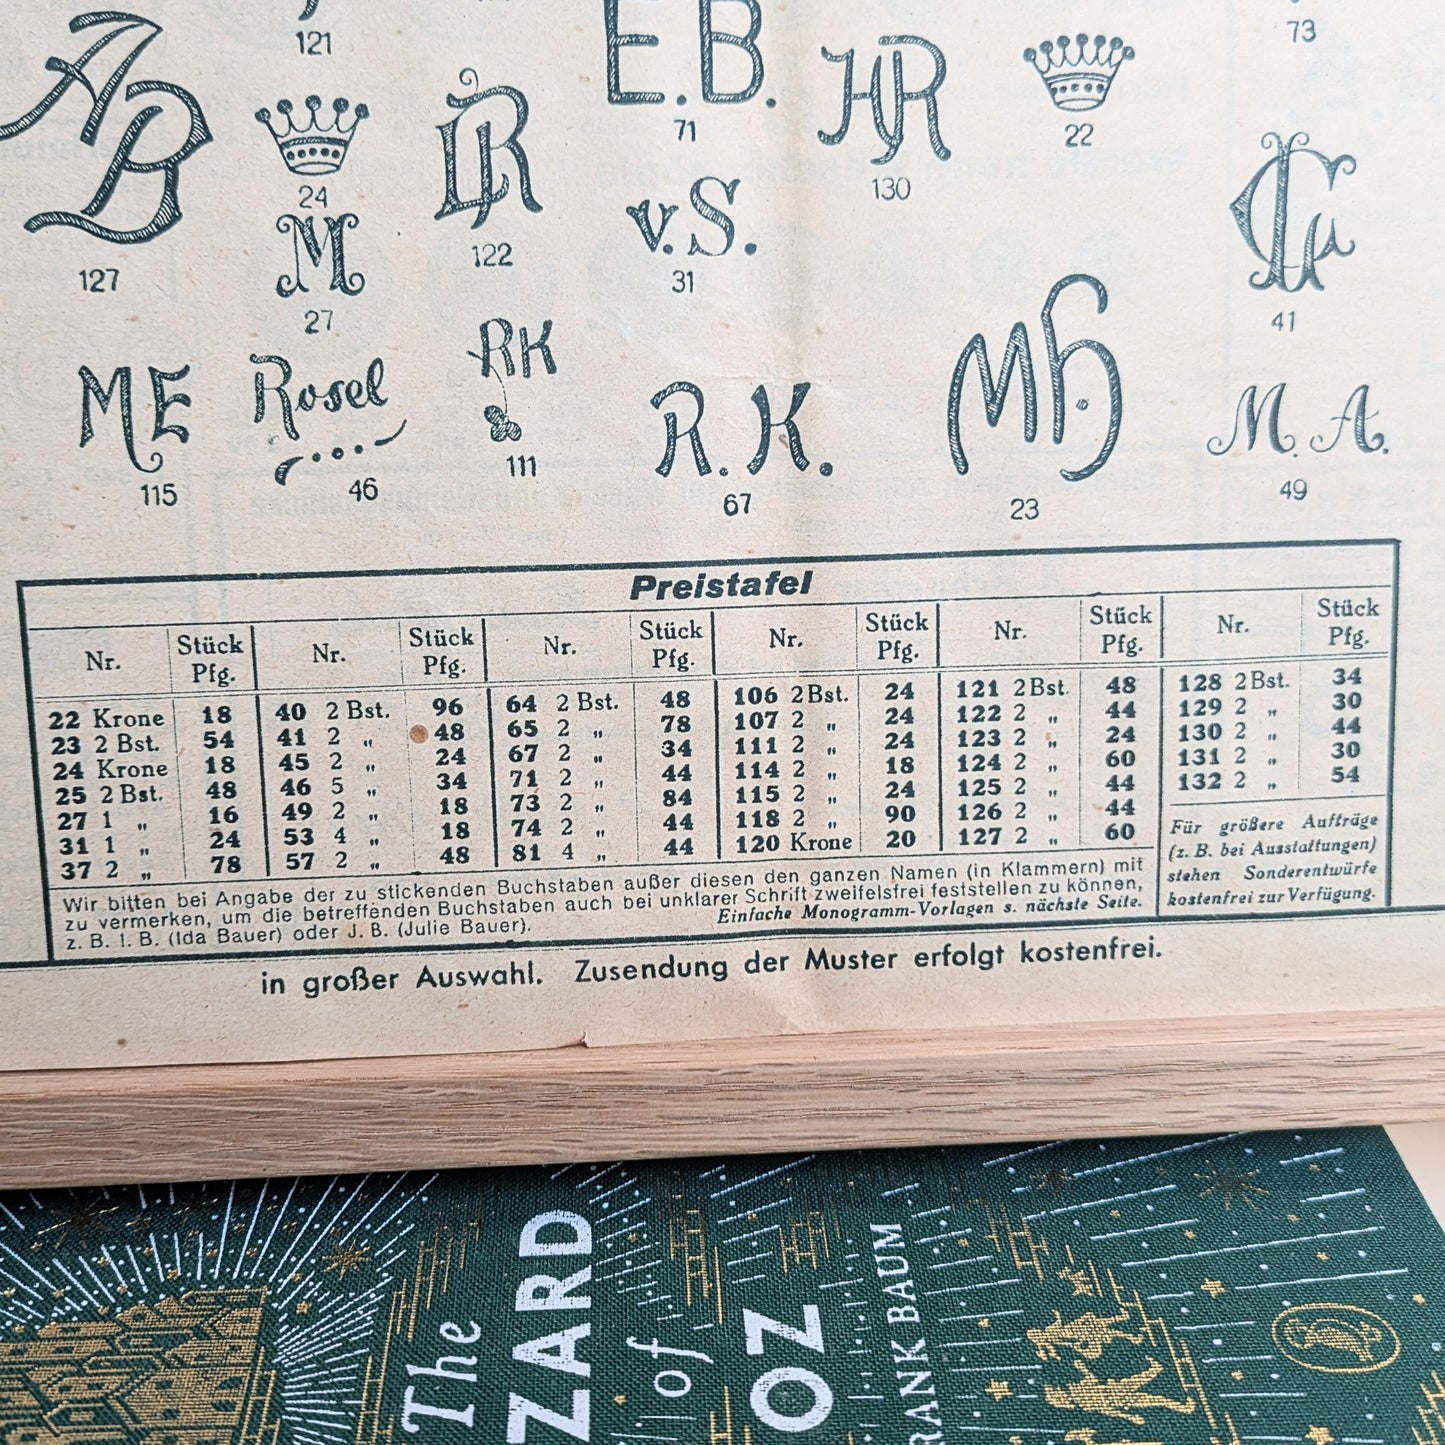 121
E.B.
71
HR
130
22
73
AB
127
24
M
27
122
v.S.
31
41
ME
115
Rosel
46
RK
111
R. K.
67
23
M. A.
49
Preistafel
Nr. Stück Pfg. Nr. Stück Pfg. Nr. Stück Pfg. Nr. Stück Pfg. Nr. Stück Pfg. Nr. Stück Pfg.
22 Krone 18 40 2 Bst. 96 64 2 Bst. 48 106 2 Bst. 24 121 2 Bst. 48 128 2 Bst. 34
23 2 Bst. 54 41 2 „ 48 65 2 „ 78 107 2 „ 24 122 2 „ 44 129 2 „ 30
24 Krone 18 45 2 „ 24 67 2 „ 34 111 2 „ 24 123 2 „ 24 130 2 „ 44
25 2 Bst. 48 46 5 „ 34 71 2 „ 44 114 2 „ 18 124 2 „ 60 131 2 „ 30
27 1 „ 16 49 2 „ 18 73 2 „ 84 115 2 „ 24 125 2 „ 44 132 2 „ 54
31 1 „ 24 53 4 „ 18 74 2 „ 44 118 2 „ 90 126 2 „ 44
37 2 „ 78 57 2 „ 48 81 4 „ 44 120 Krone 20 127 2 „ 60
Für größere Aufträge
(z. B. bei Ausstattungen)
stehen Sonderentwürfe
kostenfrei zur Verfügung.
Wir bitten bei Angabe der zu stickenden Buchstaben außer diesen den ganzen Namen (in Klammern) mit
zu vermerken, um die betreffenden Buchstaben auch bei unklarer Schrift zweifelsfrei feststellen zu können,
z. B. I. B. (Ida Bauer) oder J. B. (Julie Bauer). Einfache Monogramm-Vorlagen s. nächste Seite.
in großer Auswahl. Zusendung der Muster erfolgt kostenfrei.
The
ZARD
of
OZ
RANK BAUM